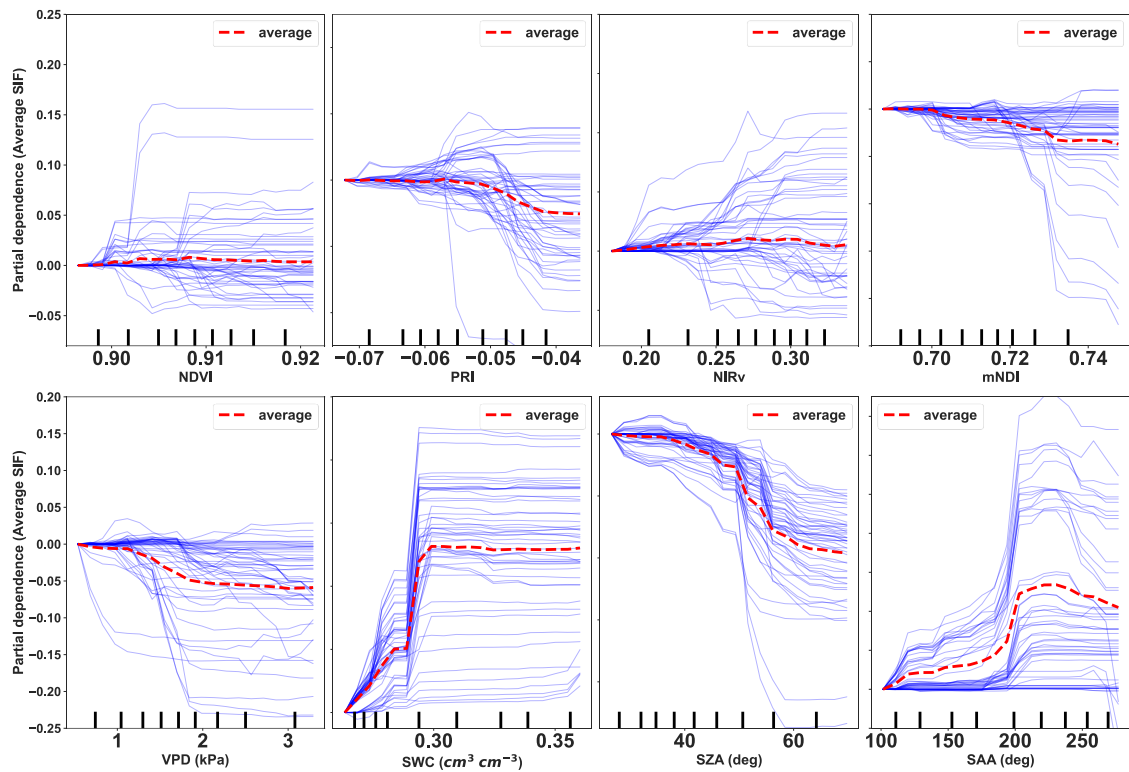 0.25
0.20
0.15
0.10
0.05
0.00
−0.05
Partial dependence (Average SIF)
average
0.90 0.91 0.92
NDVI
average
−0.07 −0.06 −0.05 −0.04
PRI
average
0.20 0.25 0.30
NIRv
average
0.70 0.72 0.74
mNDI
0.20
0.15
0.10
0.05
0.00
−0.05
−0.10
−0.15
−0.20
−0.25
Partial dependence (Average SIF)
average
1 2 3
VPD (kPa)
average
0.30 0.35
SWC (cm³ cm⁻³)
average
40 60
SZA (deg)
average
100 150 200 250
SAA (deg)